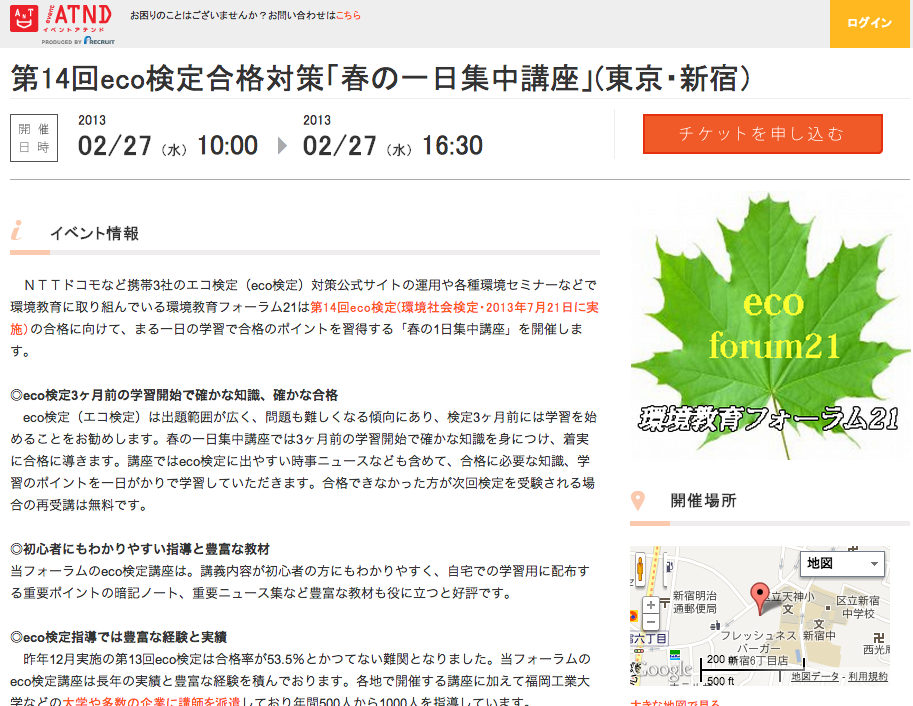 event ATND
イベントアテンド
PRODUCED BY RECRUIT
お困りのことはございませんか？お問い合わせはこちら
ログイン
第14回eco検定合格対策「春の一日集中講座」(東京・新宿）
開催
日時
2013
02/27（水）10:00
2013
02/27（水）16:30
チケットを申し込む
i イベント情報
ＮＴＴドコモなど携帯3社のエコ検定（eco検定）対策公式サイトの運用や各種環境セミナーなどで
環境教育に取り組んでいる環境教育フォーラム21は第14回eco検定(環境社会検定・2013年7月21日に実
施)の合格に向けて、まる一日の学習で合格のポイントを習得する「春の1日集中講座」を開催しま
す。
◎eco検定3ヶ月前の学習開始で確かな知識、確かな合格
eco検定（エコ検定）は出題範囲が広く、問題も難しくなる傾向にあり、検定3ヶ月前には学習を始
めることをお勧めします。春の一日集中講座では3ヶ月前の学習開始で確かな知識を身につけ、着実
に合格に導きます。講座ではeco検定に出やすい時事ニュースなども含めて、合格に必要な知識、学
習のポイントを一日がかりで学習していただきます。合格できなかった方が次回検定を受験される場
合の再受講は無料です。
◎初心者にもわかりやすい指導と豊富な教材
当フォーラムのeco検定講座は。講義内容が初心者の方にもわかりやすく、自宅での学習用に配布す
る重要ポイントの暗記ノート、重要ニュース集など豊富な教材も役に立つと好評です。
◎eco検定指導では豊富な経験と実績
昨年12月実施の第13回eco検定は合格率が53.5%とかつてない難関となりました。当フォーラムの
eco検定講座は長年の実績と豊富な経験を積んでおります。各地で開催する講座に加えて福岡工業大
学などの大学や多数の企業に講師を派遣しており年間500人から1000人を指導しています。
eco
forum21
環境教育フォーラム21
開催場所
地図
新宿明治
通郵便局
区立天神小
文
区立新宿
中学校
文
新宿中
フレッシュネス
バーガー
新宿6丁目店
西光
六丁目
Google
200 m
500 ft
地図データ - 利用規約
大きな地図で見る